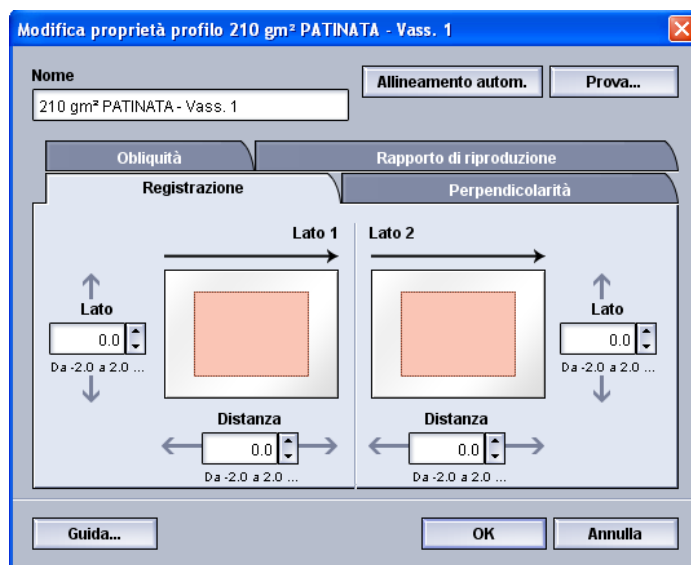 Modifica proprietà profilo 210 gm² PATINATA - Vass. 1
Nome
Allineamento autom.
Prova...
210 gm² PATINATA - Vass. 1
Obliquità
Rapporto di riproduzione
Registrazione
Perpendicolarità
Lato 1
Lato 2
Lato
0.0
Da -2.0 a 2.0 ...
Lato
0.0
Da -2.0 a 2.0 ...
Distanza
0.0
Da -2.0 a 2.0 ...
Distanza
0.0
Da -2.0 a 2.0 ...
Guida...
OK
Annulla